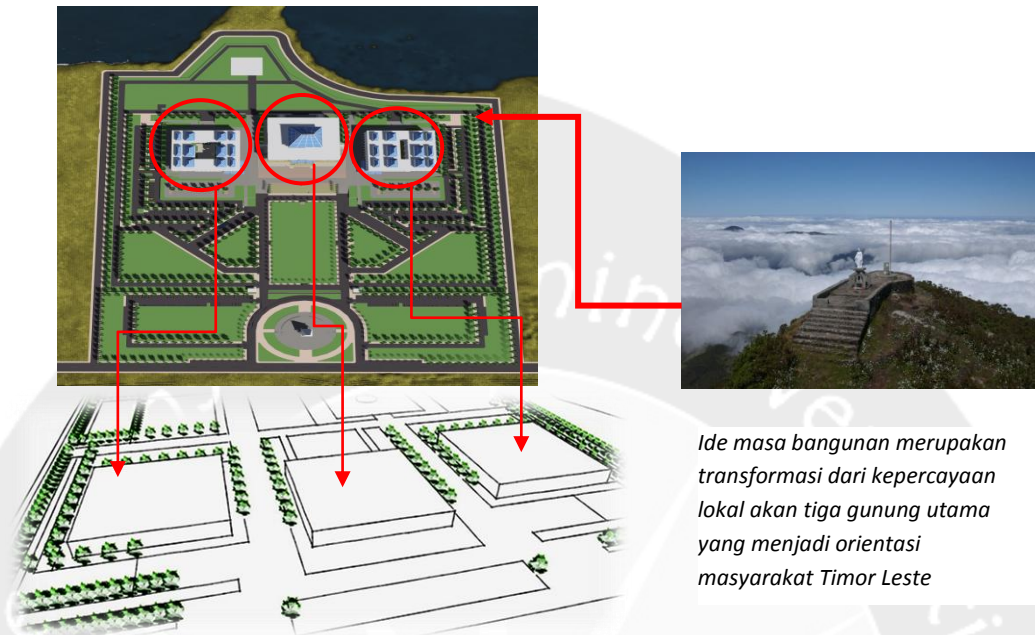 Ide masa bangunan merupakan
transformasi dari kepercayaan
lokal akan tiga gunung utama
yang menjadi orientasi
masyarakat Timor Leste